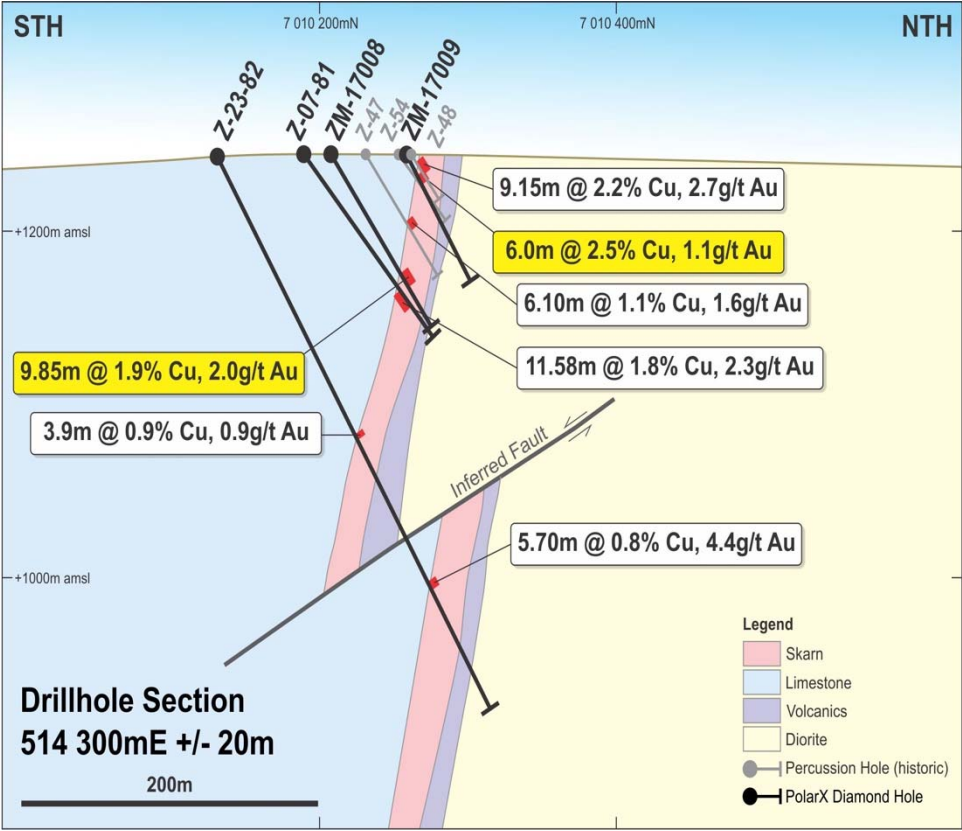 STH
7 010 200mN
7 010 400mN
NTH
Z-23-82
Z-07-81
ZM-17008
Z-47
Z-54
ZM-17009
Z-48
9.15m @ 2.2% Cu, 2.7g/t Au
+1200m amsl
6.0m @ 2.5% Cu, 1.1g/t Au
6.10m @ 1.1% Cu, 1.6g/t Au
11.58m @ 1.8% Cu, 2.3g/t Au
9.85m @ 1.9% Cu, 2.0g/t Au
3.9m @ 0.9% Cu, 0.9g/t Au
Inferred Fault
5.70m @ 0.8% Cu, 4.4g/t Au
+1000m amsl
Legend
Skarn
Limestone
Volcanics
Diorite
Percussion Hole (historic)
PolarX Diamond Hole
Drillhole Section
514 300mE +/- 20m
200m